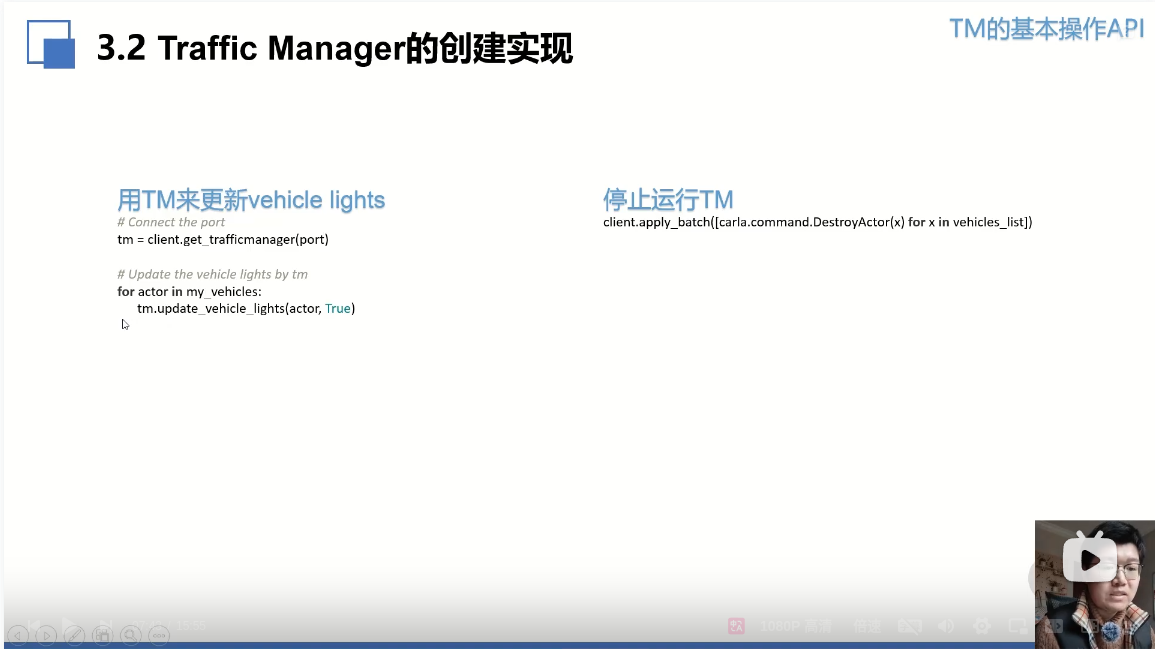 3.2 Traffic Manager的创建实现
TM的基本操作API
用TM来更新vehicle lights
# Connect the port
tm = client.get_trafficmanager(port)
# Update the vehicle lights by tm
for actor in my_vehicles:
tm.update_vehicle_lights(actor, True)
停止运行TM
client.apply_batch([carla.command.DestroyActor(x) for x in vehicles_list])
1080P 高清
倍速